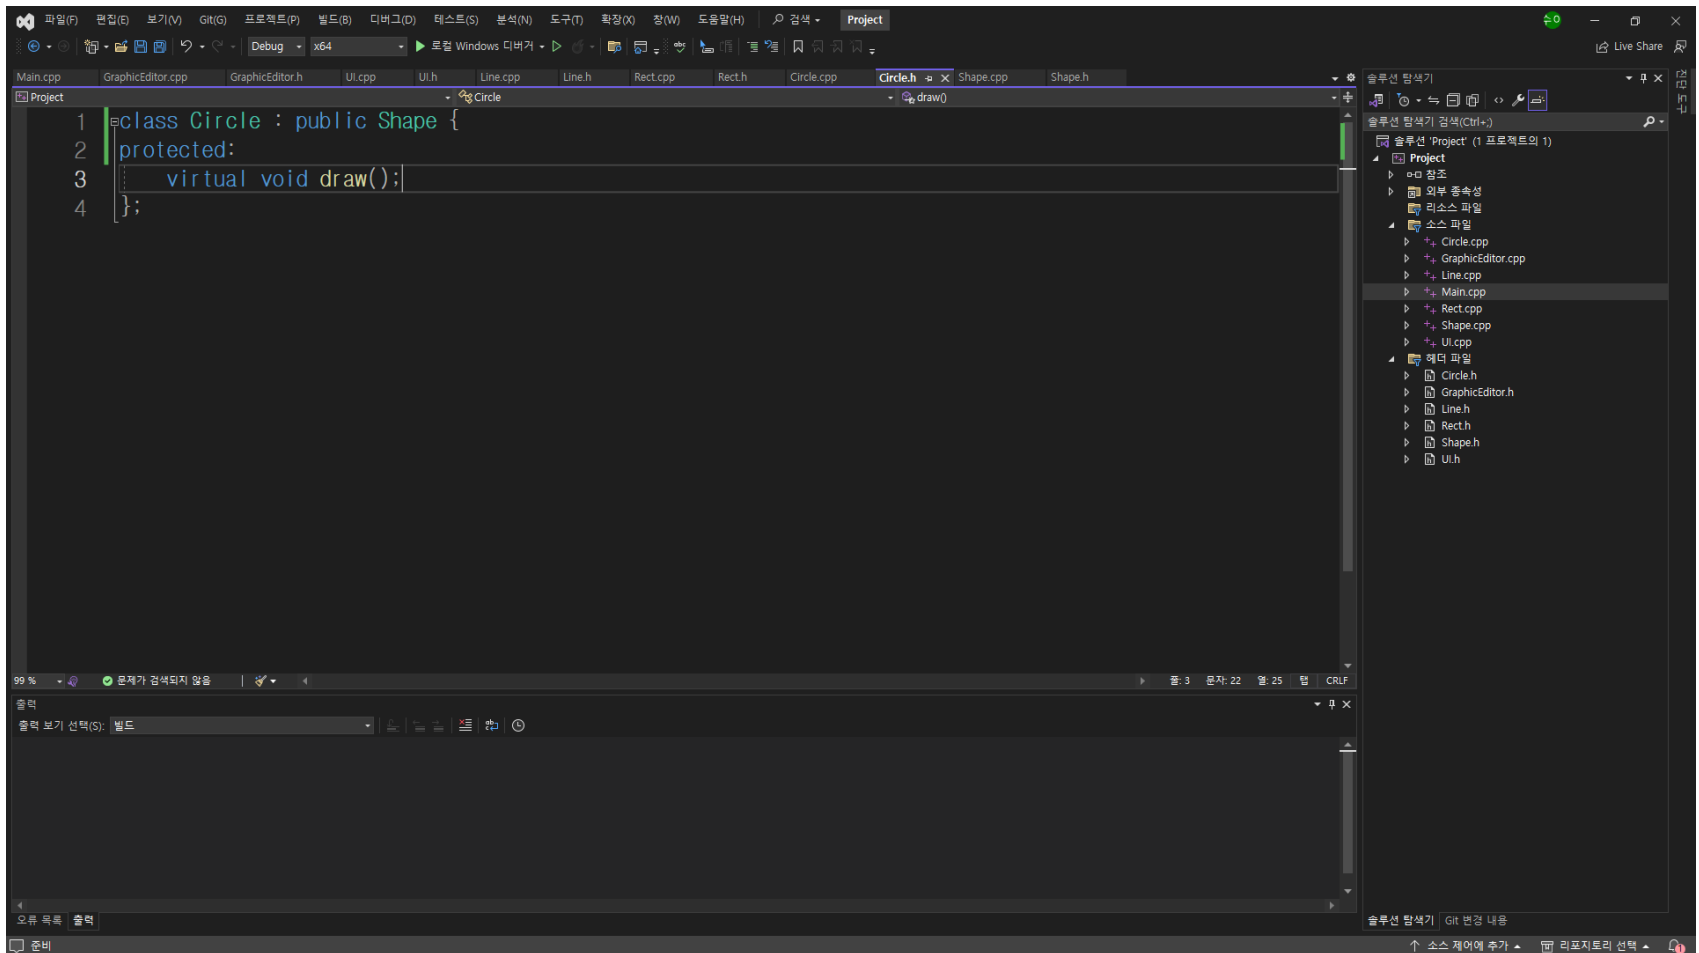 파일(F) 편집(E) 보기(V) Git(G) 프로젝트(P) 빌드(B) 디버그(D) 테스트(S) 분석(N) 도구(T) 확장(X) 창(W) 도움말(H) 검색 Project
Debug x64 로컬 Windows 디버거 Live Share
Main.cpp GraphicEditor.cpp GraphicEditor.h UI.cpp UI.h Line.cpp Line.h Rect.cpp Rect.h Circle.cpp Circle.h Shape.cpp Shape.h
Project Circle draw()
1 class Circle : public Shape {
2 protected:
3 virtual void draw();
4 };
99 % 문제가 검색되지 않음 줄: 3 문자: 22 열: 25 탭 CRLF
출력
출력 보기 선택(S): 빌드
오류 목록 출력
솔루션 탐색기
솔루션 탐색기 검색(Ctrl+;)
솔루션 'Project' (1 프로젝트의 1)
Project
참조
외부 종속성
리소스 파일
소스 파일
Circle.cpp
GraphicEditor.cpp
Line.cpp
Main.cpp
Rect.cpp
Shape.cpp
UI.cpp
헤더 파일
Circle.h
GraphicEditor.h
Line.h
Rect.h
Shape.h
UI.h
솔루션 탐색기 Git 변경 내용
진단 도구
준비 소스 제어에 추가 리포지토리 선택 1